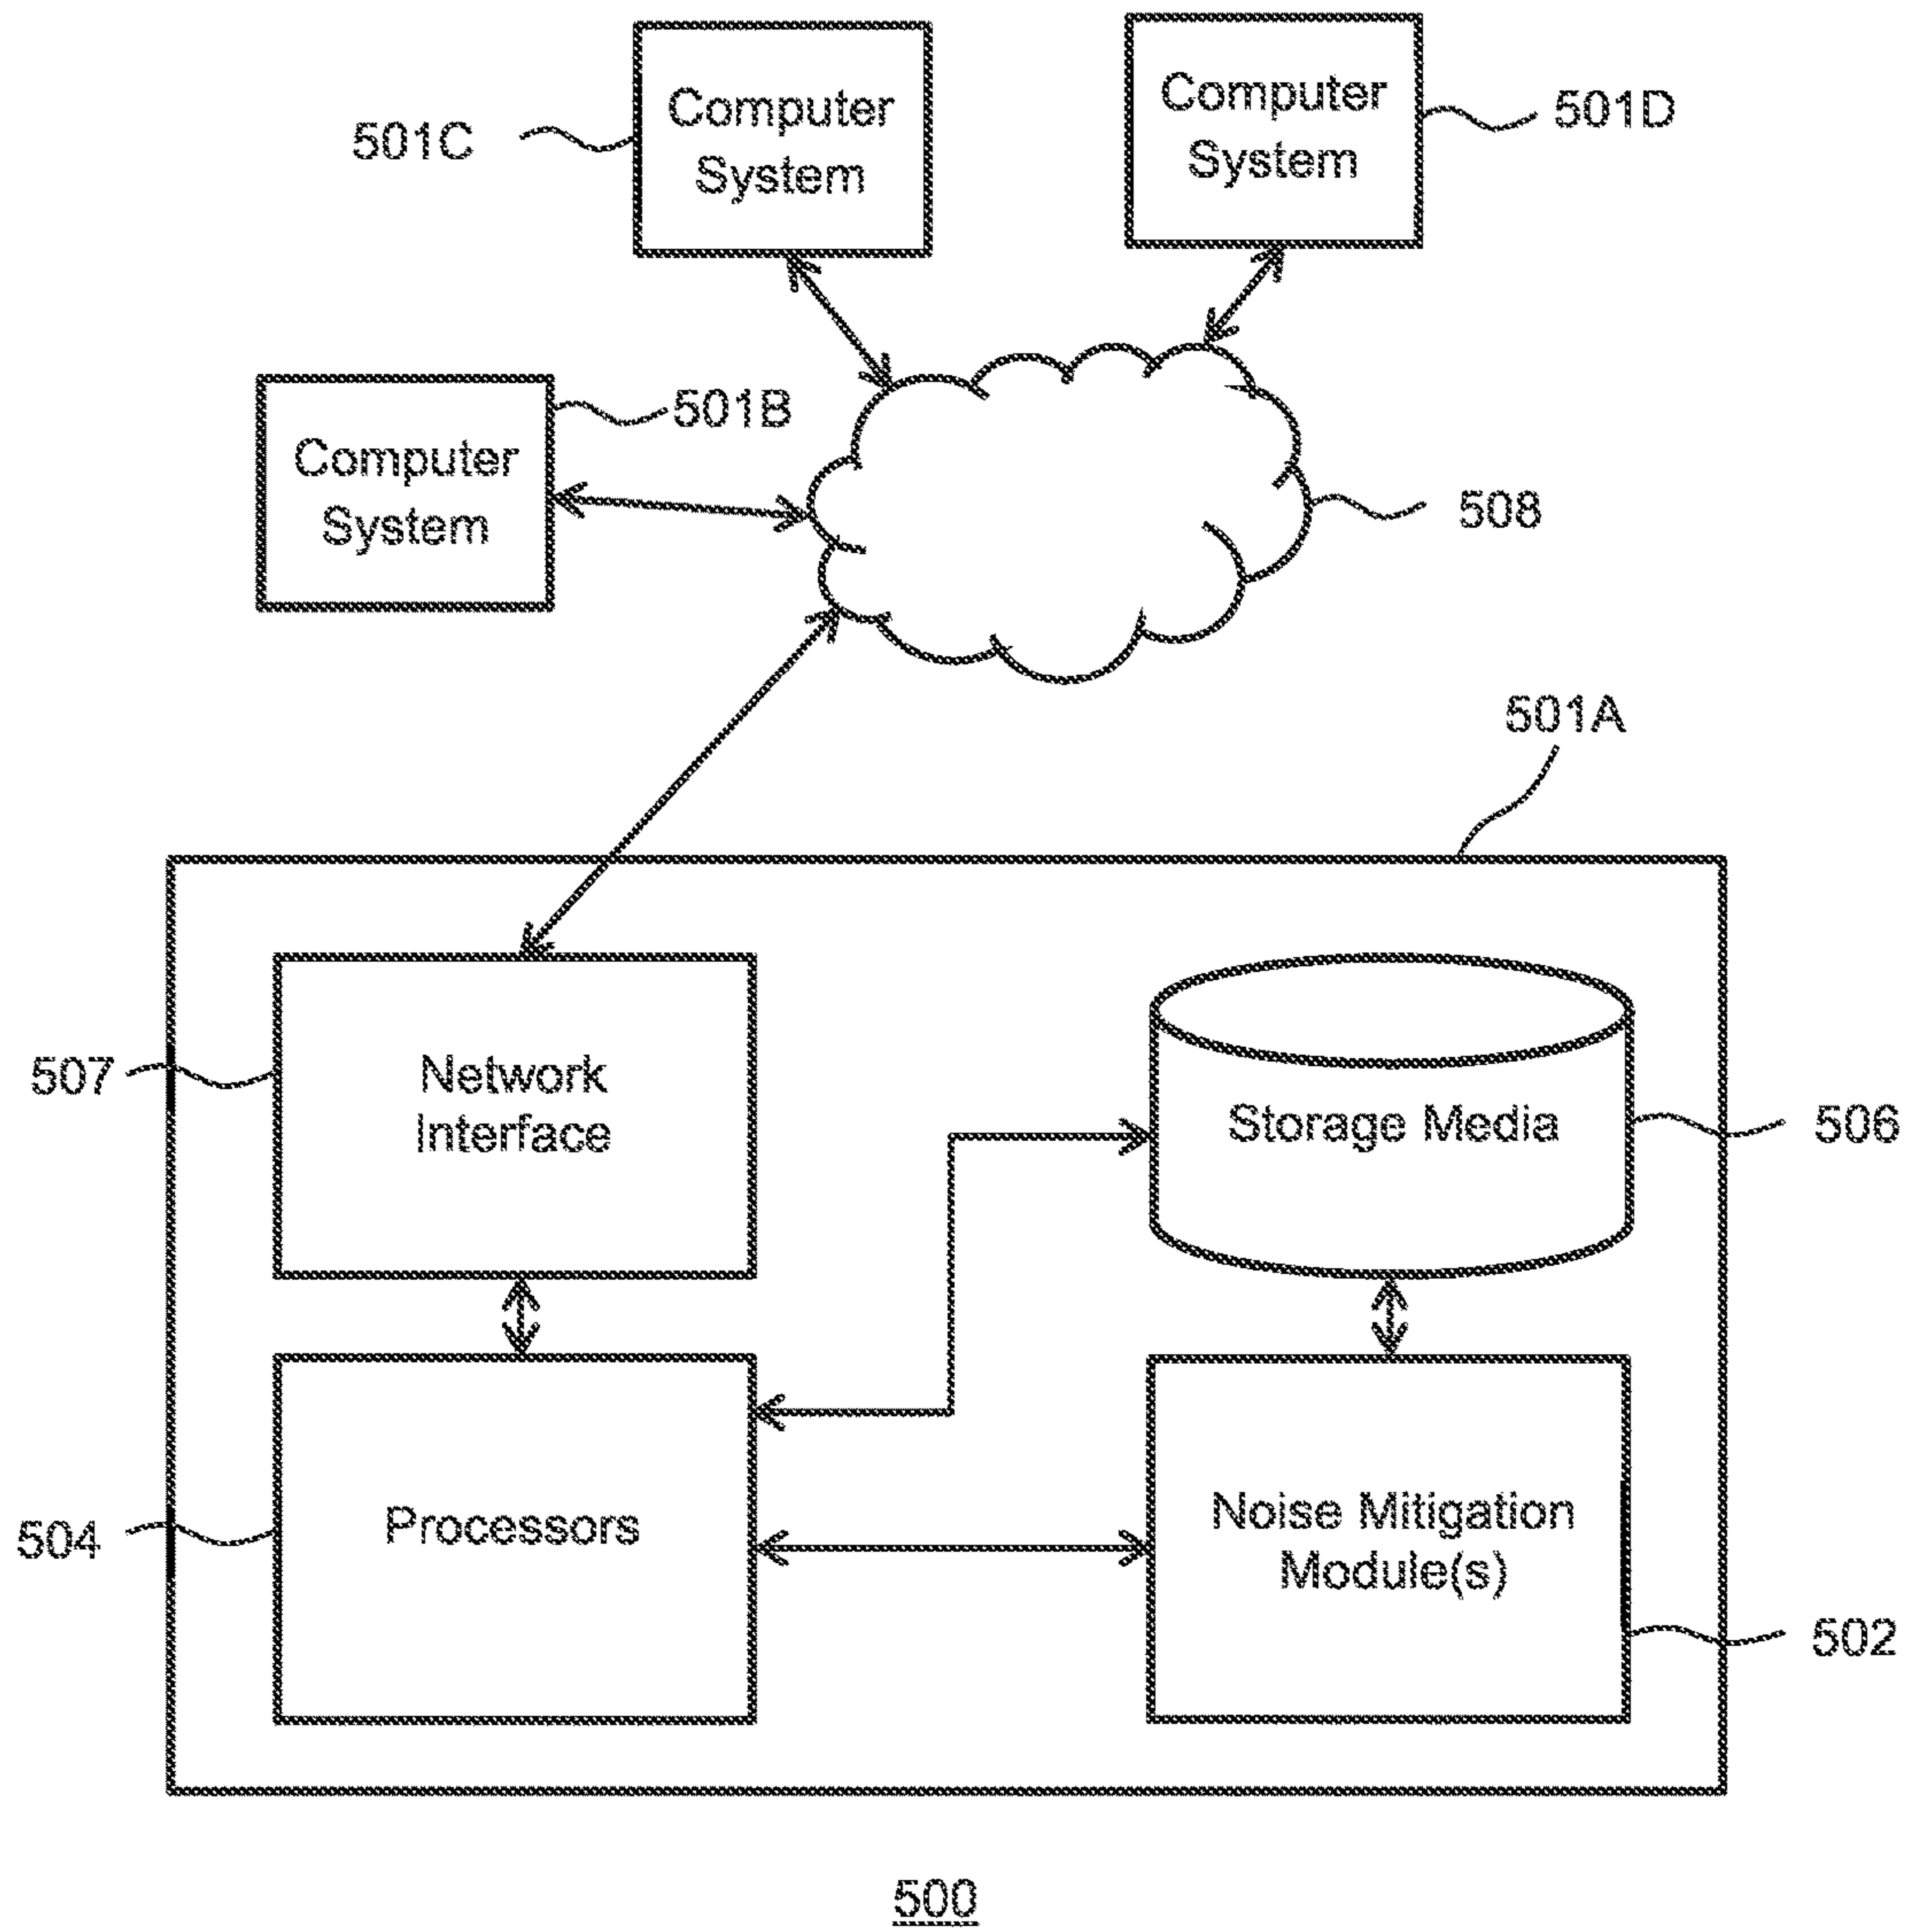 Computer
System
501C
Computer
System
501D
Computer
System
501B
508
501A
Network
Interface
507
Storage Media
506
Processors
504
Noise Mitigation
Module(s)
502
500